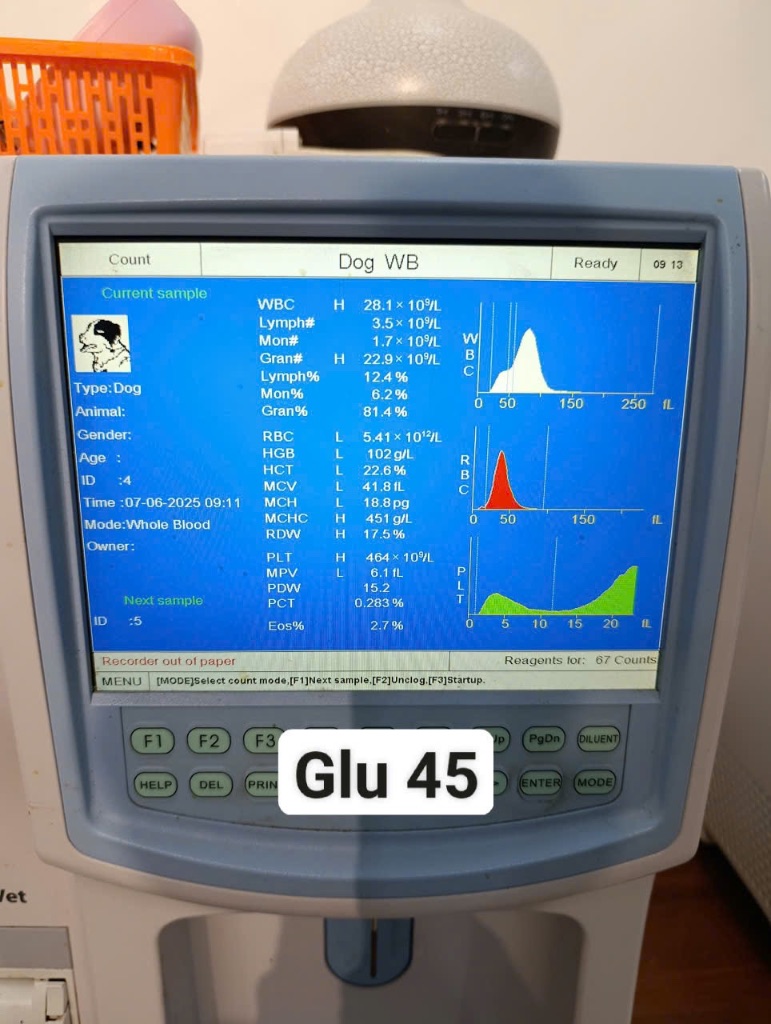 Count Dog WB Ready 09 13
Current sample
Type:Dog
Animal:
Gender:
Age :
ID :4
Time :07-06-2025 09:11
Mode:Whole Blood
Owner:
Next sample
ID :5
WBC H 28.1× 10⁹/L
Lymph# 3.5× 10⁹/L
Mon# 1.7× 10⁹/L
Gran# H 22.9× 10⁹/L
Lymph% 12.4 %
Mon% 6.2 %
Gran% 81.4 %
RBC L 5.41× 10¹²/L
HGB L 102 g/L
HCT L 22.6 %
MCV L 41.8 fL
MCH L 18.8 pg
MCHC H 451 g/L
RDW H 17.5 %
PLT H 464× 10⁹/L
MPV L 6.1 fL
PDW 15.2
PCT 0.283 %
Eos% 2.7 %
WBC
0 50 150 250 fL
RBC
0 50 150 fL
PLT
0 5 10 15 20 fL
Recorder out of paper Reagents for: 67 Counts
MENU [MODE]Select count mode,[F1]Next sample,[F2]Unclog,[F3]Startup.
F1 F2 F3 PgDn DILUENT
HELP DEL ENTER MODE
Glu 45